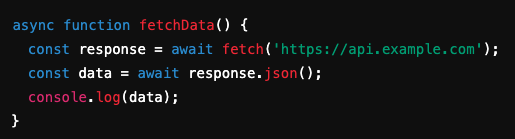 async function fetchData() {
  const response = await fetch('https://api.example.com');
  const data = await response.json();
  console.log(data);
}